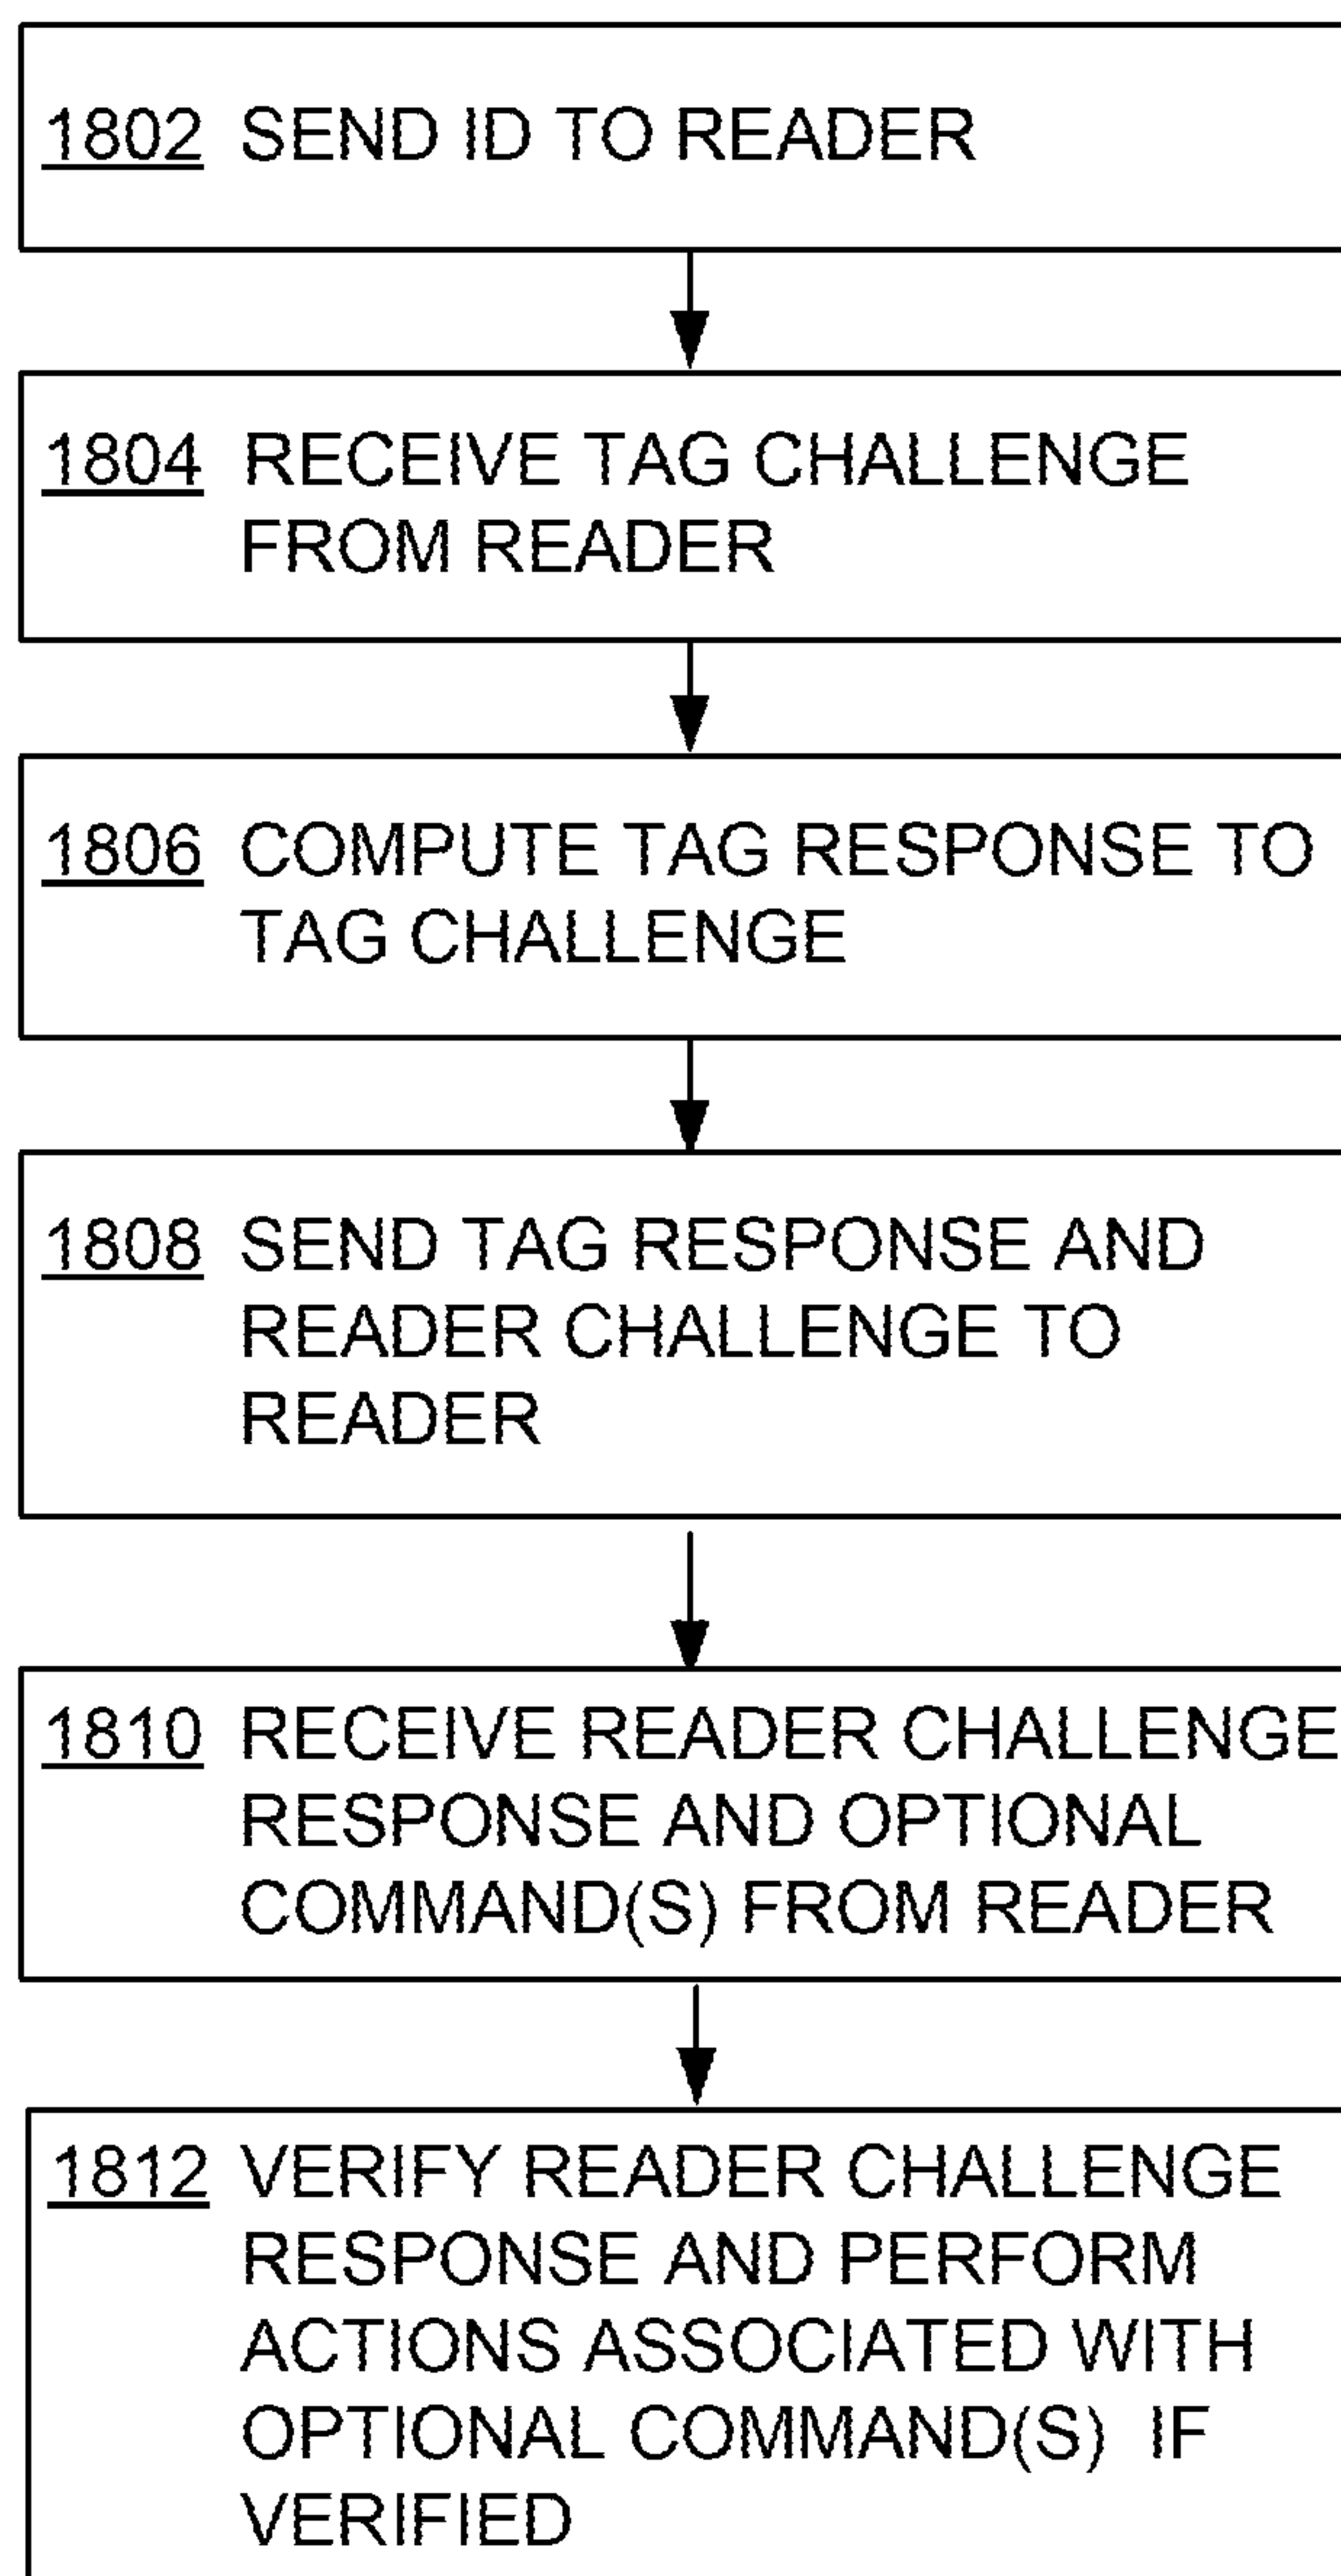 1802 SEND ID TO READER
1804 RECEIVE TAG CHALLENGE
FROM READER
1806 COMPUTE TAG RESPONSE TO
TAG CHALLENGE
1808 SEND TAG RESPONSE AND
READER CHALLENGE TO
READER
1810 RECEIVE READER CHALLENGE
RESPONSE AND OPTIONAL
COMMAND(S) FROM READER
1812 VERIFY READER CHALLENGE
RESPONSE AND PERFORM
ACTIONS ASSOCIATED WITH
OPTIONAL COMMAND(S) IF
VERIFIED